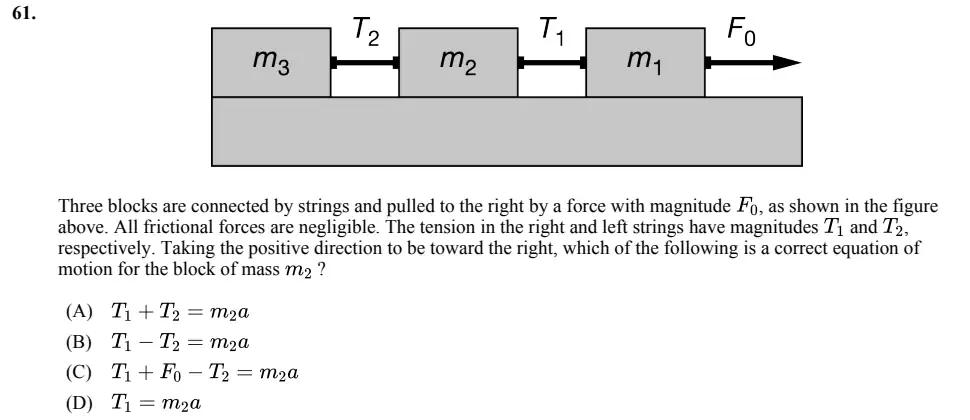 61.
T₂ T₁ F₀
m₃ m₂ m₁
Three blocks are connected by strings and pulled to the right by a force with magnitude F₀, as shown in the figure
above. All frictional forces are negligible. The tension in the right and left strings have magnitudes T₁ and T₂,
respectively. Taking the positive direction to be toward the right, which of the following is a correct equation of
motion for the block of mass m₂ ?
(A) T₁ + T₂ = m₂a
(B) T₁ − T₂ = m₂a
(C) T₁ + F₀ − T₂ = m₂a
(D) T₁ = m₂a